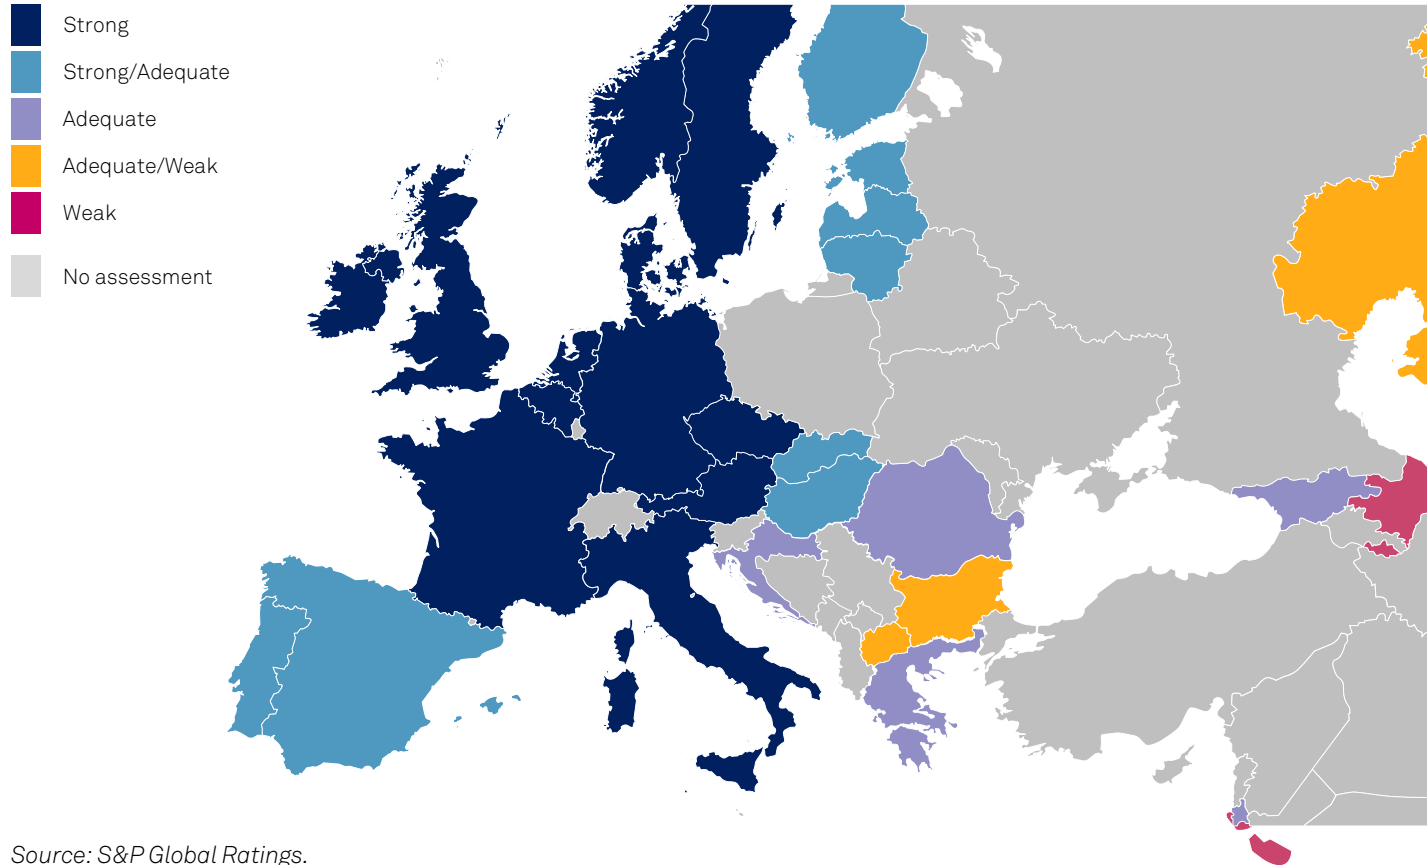 Strong
Strong/Adequate
Adequate
Adequate/Weak
Weak
No assessment
Source: S&P Global Ratings.